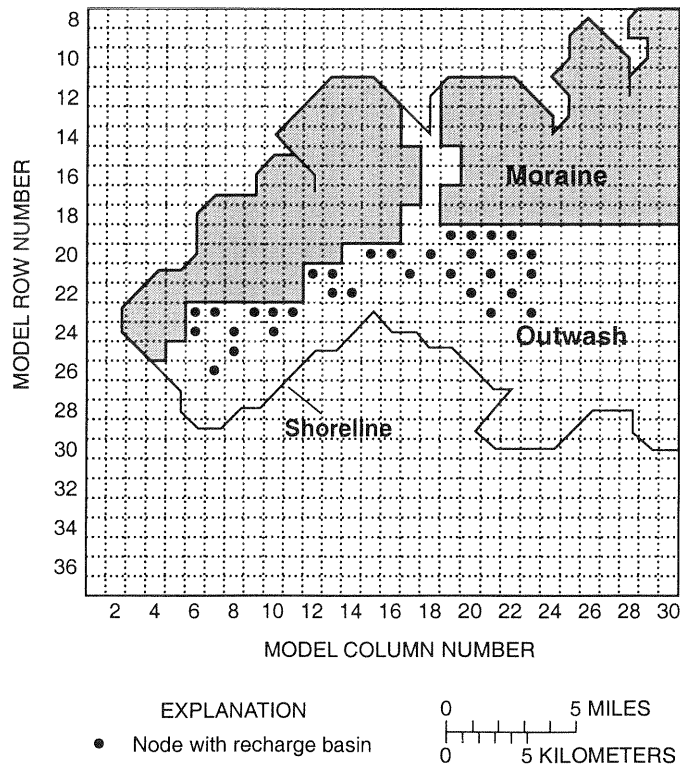 MODEL ROW NUMBER
8
10
12
14
16
18
20
22
24
26
28
30
32
34
36
Moraine
Outwash
Shoreline
2 4 6 8 10 12 14 16 18 20 22 24 26 28 30
MODEL COLUMN NUMBER
EXPLANATION
Node with recharge basin
0 5 MILES
0 5 KILOMETERS